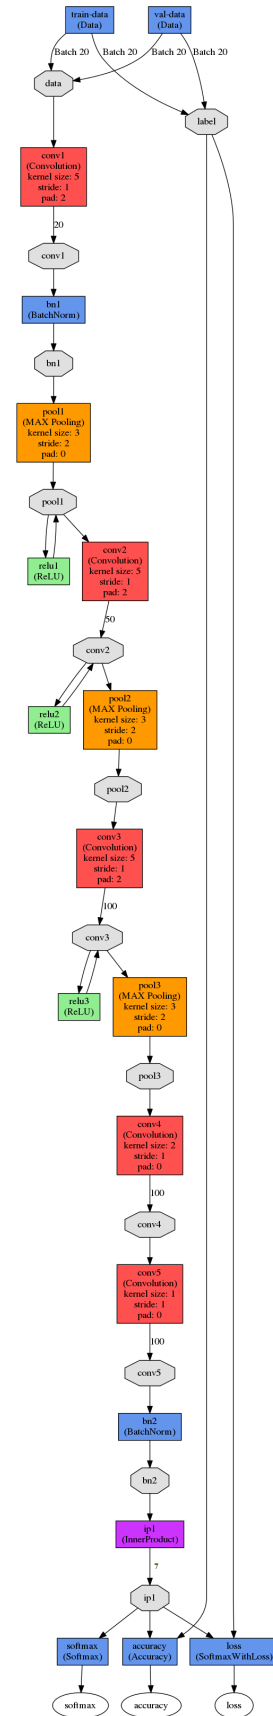 train-data
(Data)
val-data
(Data)
Batch 20
Batch 20
Batch 20
Batch 20
data
label
conv1
(Convolution)
kernel size: 5
stride: 1
pad: 2
20
conv1
bn1
(BatchNorm)
bn1
pool1
(MAX Pooling)
kernel size: 3
stride: 2
pad: 0
pool1
relu1
(ReLU)
conv2
(Convolution)
kernel size: 5
stride: 1
pad: 2
50
conv2
relu2
(ReLU)
pool2
(MAX Pooling)
kernel size: 3
stride: 2
pad: 0
pool2
conv3
(Convolution)
kernel size: 5
stride: 1
pad: 2
100
conv3
relu3
(ReLU)
pool3
(MAX Pooling)
kernel size: 3
stride: 2
pad: 0
pool3
conv4
(Convolution)
kernel size: 2
stride: 1
pad: 0
100
conv4
conv5
(Convolution)
kernel size: 1
stride: 1
pad: 0
100
conv5
bn2
(BatchNorm)
bn2
ip1
(InnerProduct)
7
ip1
softmax
(Softmax)
accuracy
(Accuracy)
loss
(SoftmaxWithLoss)
softmax
accuracy
loss